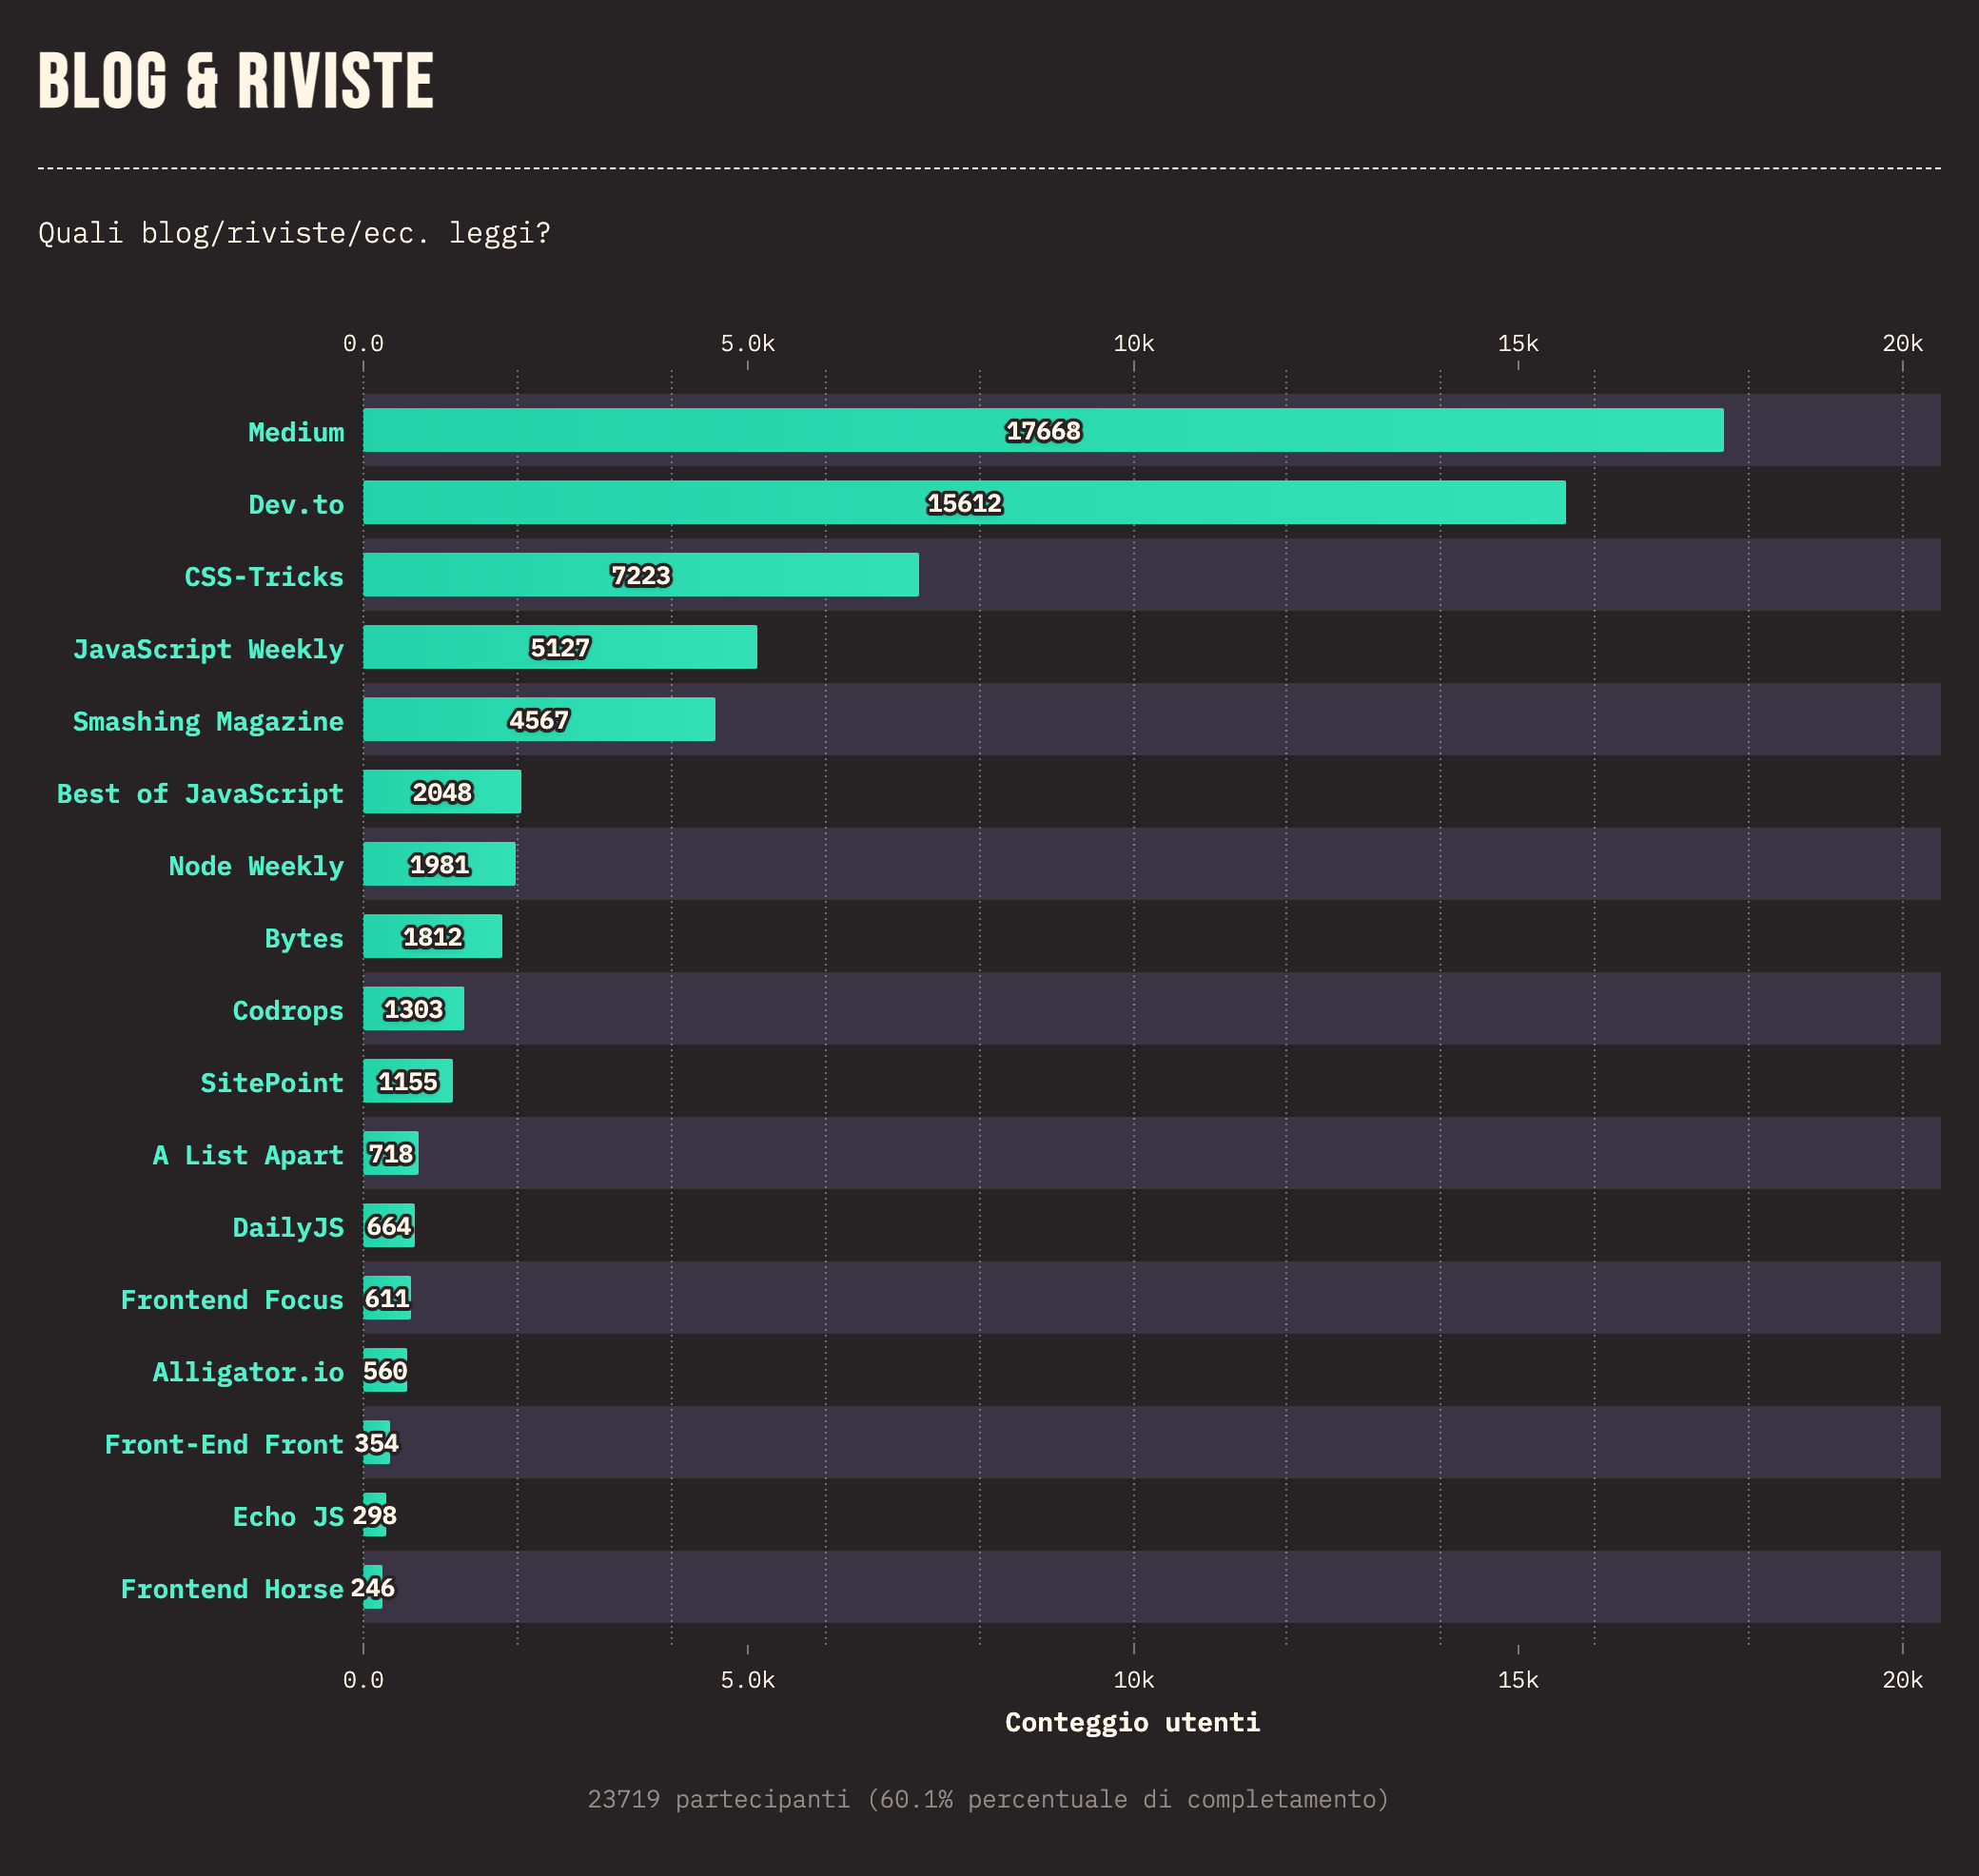 BLOG & RIVISTE
Quali blog/riviste/ecc. leggi?
0.0 5.0k 10k 15k 20k
Medium 17668
Dev.to 15612
CSS-Tricks 7223
JavaScript Weekly 5127
Smashing Magazine 4567
Best of JavaScript 2048
Node Weekly 1981
Bytes 1812
Codrops 1303
SitePoint 1155
A List Apart 718
DailyJS 664
Frontend Focus 611
Alligator.io 560
Front-End Front 354
Echo JS 298
Frontend Horse 246
0.0 5.0k 10k 15k 20k
Conteggio utenti
23719 partecipanti (60.1% percentuale di completamento)